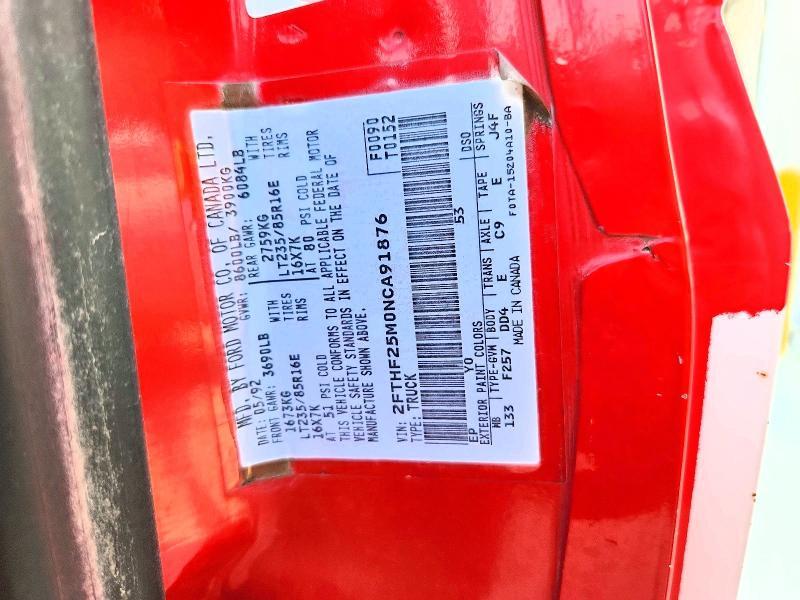 MFD. BY FORD MOTOR CO. OF CANADA LTD.
DATE: 05/92 GVWR: 8600LB/ 3900KG
FRONT GAWR: 3690LB REAR GAWR: 6084LB
1673KG WITH 2759KG WITH
LT235/85R16E TIRES LT235/85R16E TIRES
16X7K RIMS 16X7K RIMS
AT 51 PSI COLD AT 80 PSI COLD
THIS VEHICLE CONFORMS TO ALL APPLICABLE FEDERAL MOTOR
VEHICLE SAFETY STANDARDS IN EFFECT ON THE DATE OF
MANUFACTURE SHOWN ABOVE.
F0090
T0152
VIN: 2FTHF25M0NCA91876
TYPE: TRUCK
53
EP YO DSO
EXTERIOR PAINT COLORS
WB TYPE-GVM BODY TRANS AXLE TAPE SPRINGS
133 F257 DD4 E C9 E J4F
MADE IN CANADA
F0TA-15204A10-BA